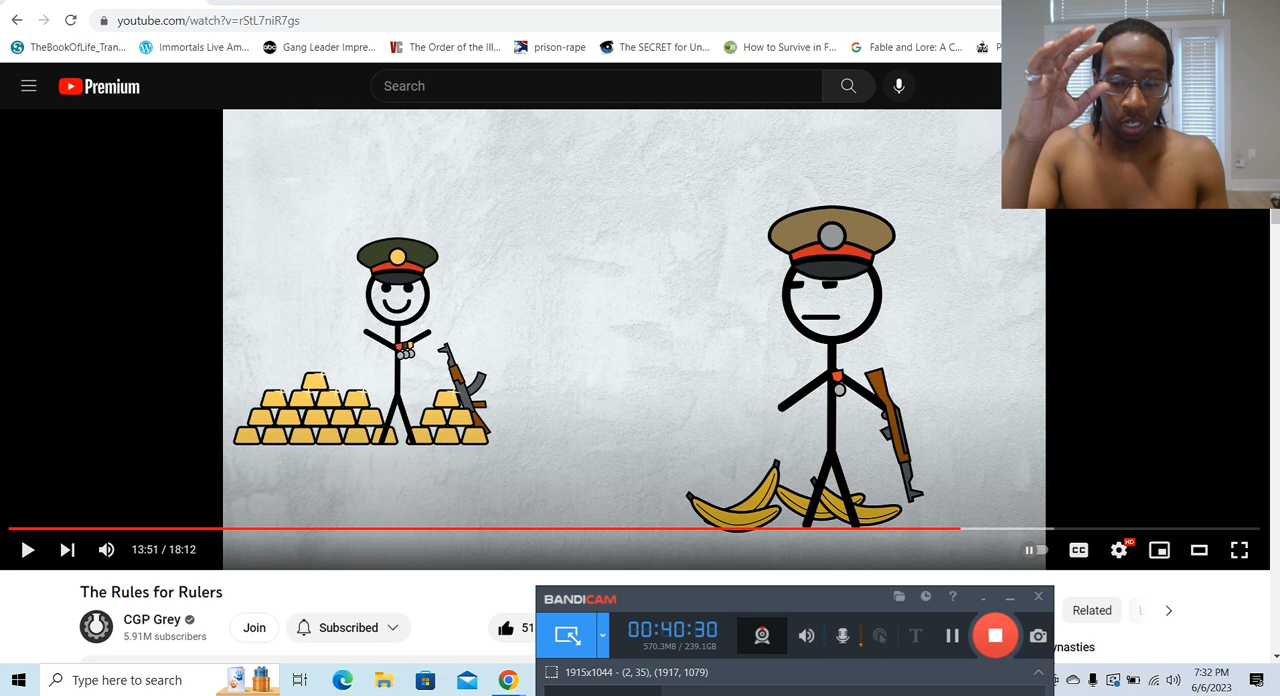 youtube.com/watch?v=rStL7niR7gs
TheBookOfLife_Tran... Immortals Live Am... Gang Leader Impre... The Order of the Ill... prison-rape The SECRET for Un... How to Survive in F... Fable and Lore: A C...
Premium
Search
13:51 / 18:12
CC
HD
The Rules for Rulers
CGP Grey
5.91M subscribers
Join
Subscribed
51
Related
BANDICAM
00:40:30
570.3MB / 239.1GB
T
1915x1044 - (2, 35), (1917, 1079)
nasties
Type here to search
7:32 PM
6/6/2023